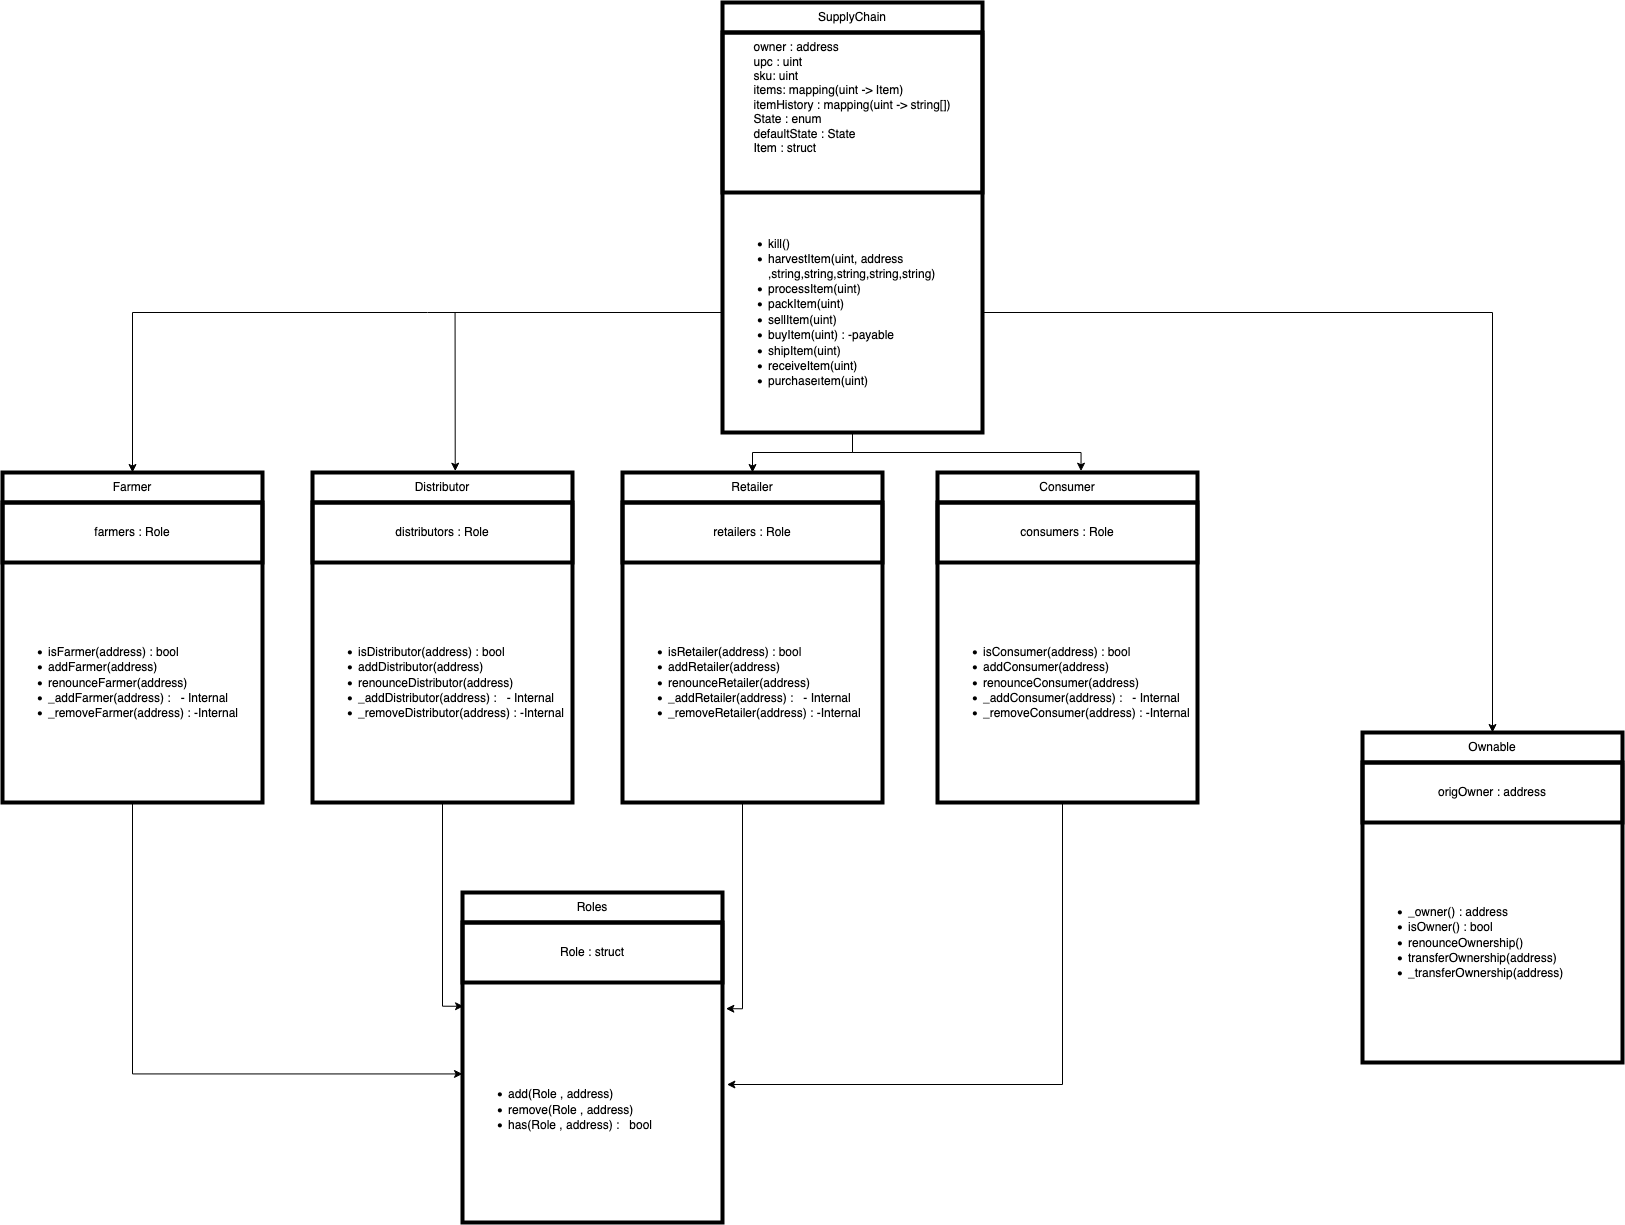 SupplyChain
owner : address
upc : uint
sku: uint
items: mapping(uint -> Item)
itemHistory : mapping(uint -> string[])
State : enum
defaultState : State
Item : struct
• kill()
• harvestItem(uint, address
,string,string,string,string,string)
• processItem(uint)
• packItem(uint)
• sellItem(uint)
• buyItem(uint) : -payable
• shipItem(uint)
• receiveItem(uint)
• purchaseItem(uint)
Farmer
farmers : Role
• isFarmer(address) : bool
• addFarmer(address)
• renounceFarmer(address)
• _addFarmer(address) : - Internal
• _removeFarmer(address) : -Internal
Distributor
distributors : Role
• isDistributor(address) : bool
• addDistributor(address)
• renounceDistributor(address)
• _addDistributor(address) : - Internal
• _removeDistributor(address) : -Internal
Retailer
retailers : Role
• isRetailer(address) : bool
• addRetailer(address)
• renounceRetailer(address)
• _addRetailer(address) : - Internal
• _removeRetailer(address) : -Internal
Consumer
consumers : Role
• isConsumer(address) : bool
• addConsumer(address)
• renounceConsumer(address)
• _addConsumer(address) : - Internal
• _removeConsumer(address) : -Internal
Ownable
origOwner : address
• _owner() : address
• isOwner() : bool
• renounceOwnership()
• transferOwnership(address)
• _transferOwnership(address)
Roles
Role : struct
• add(Role , address)
• remove(Role , address)
• has(Role , address) : bool